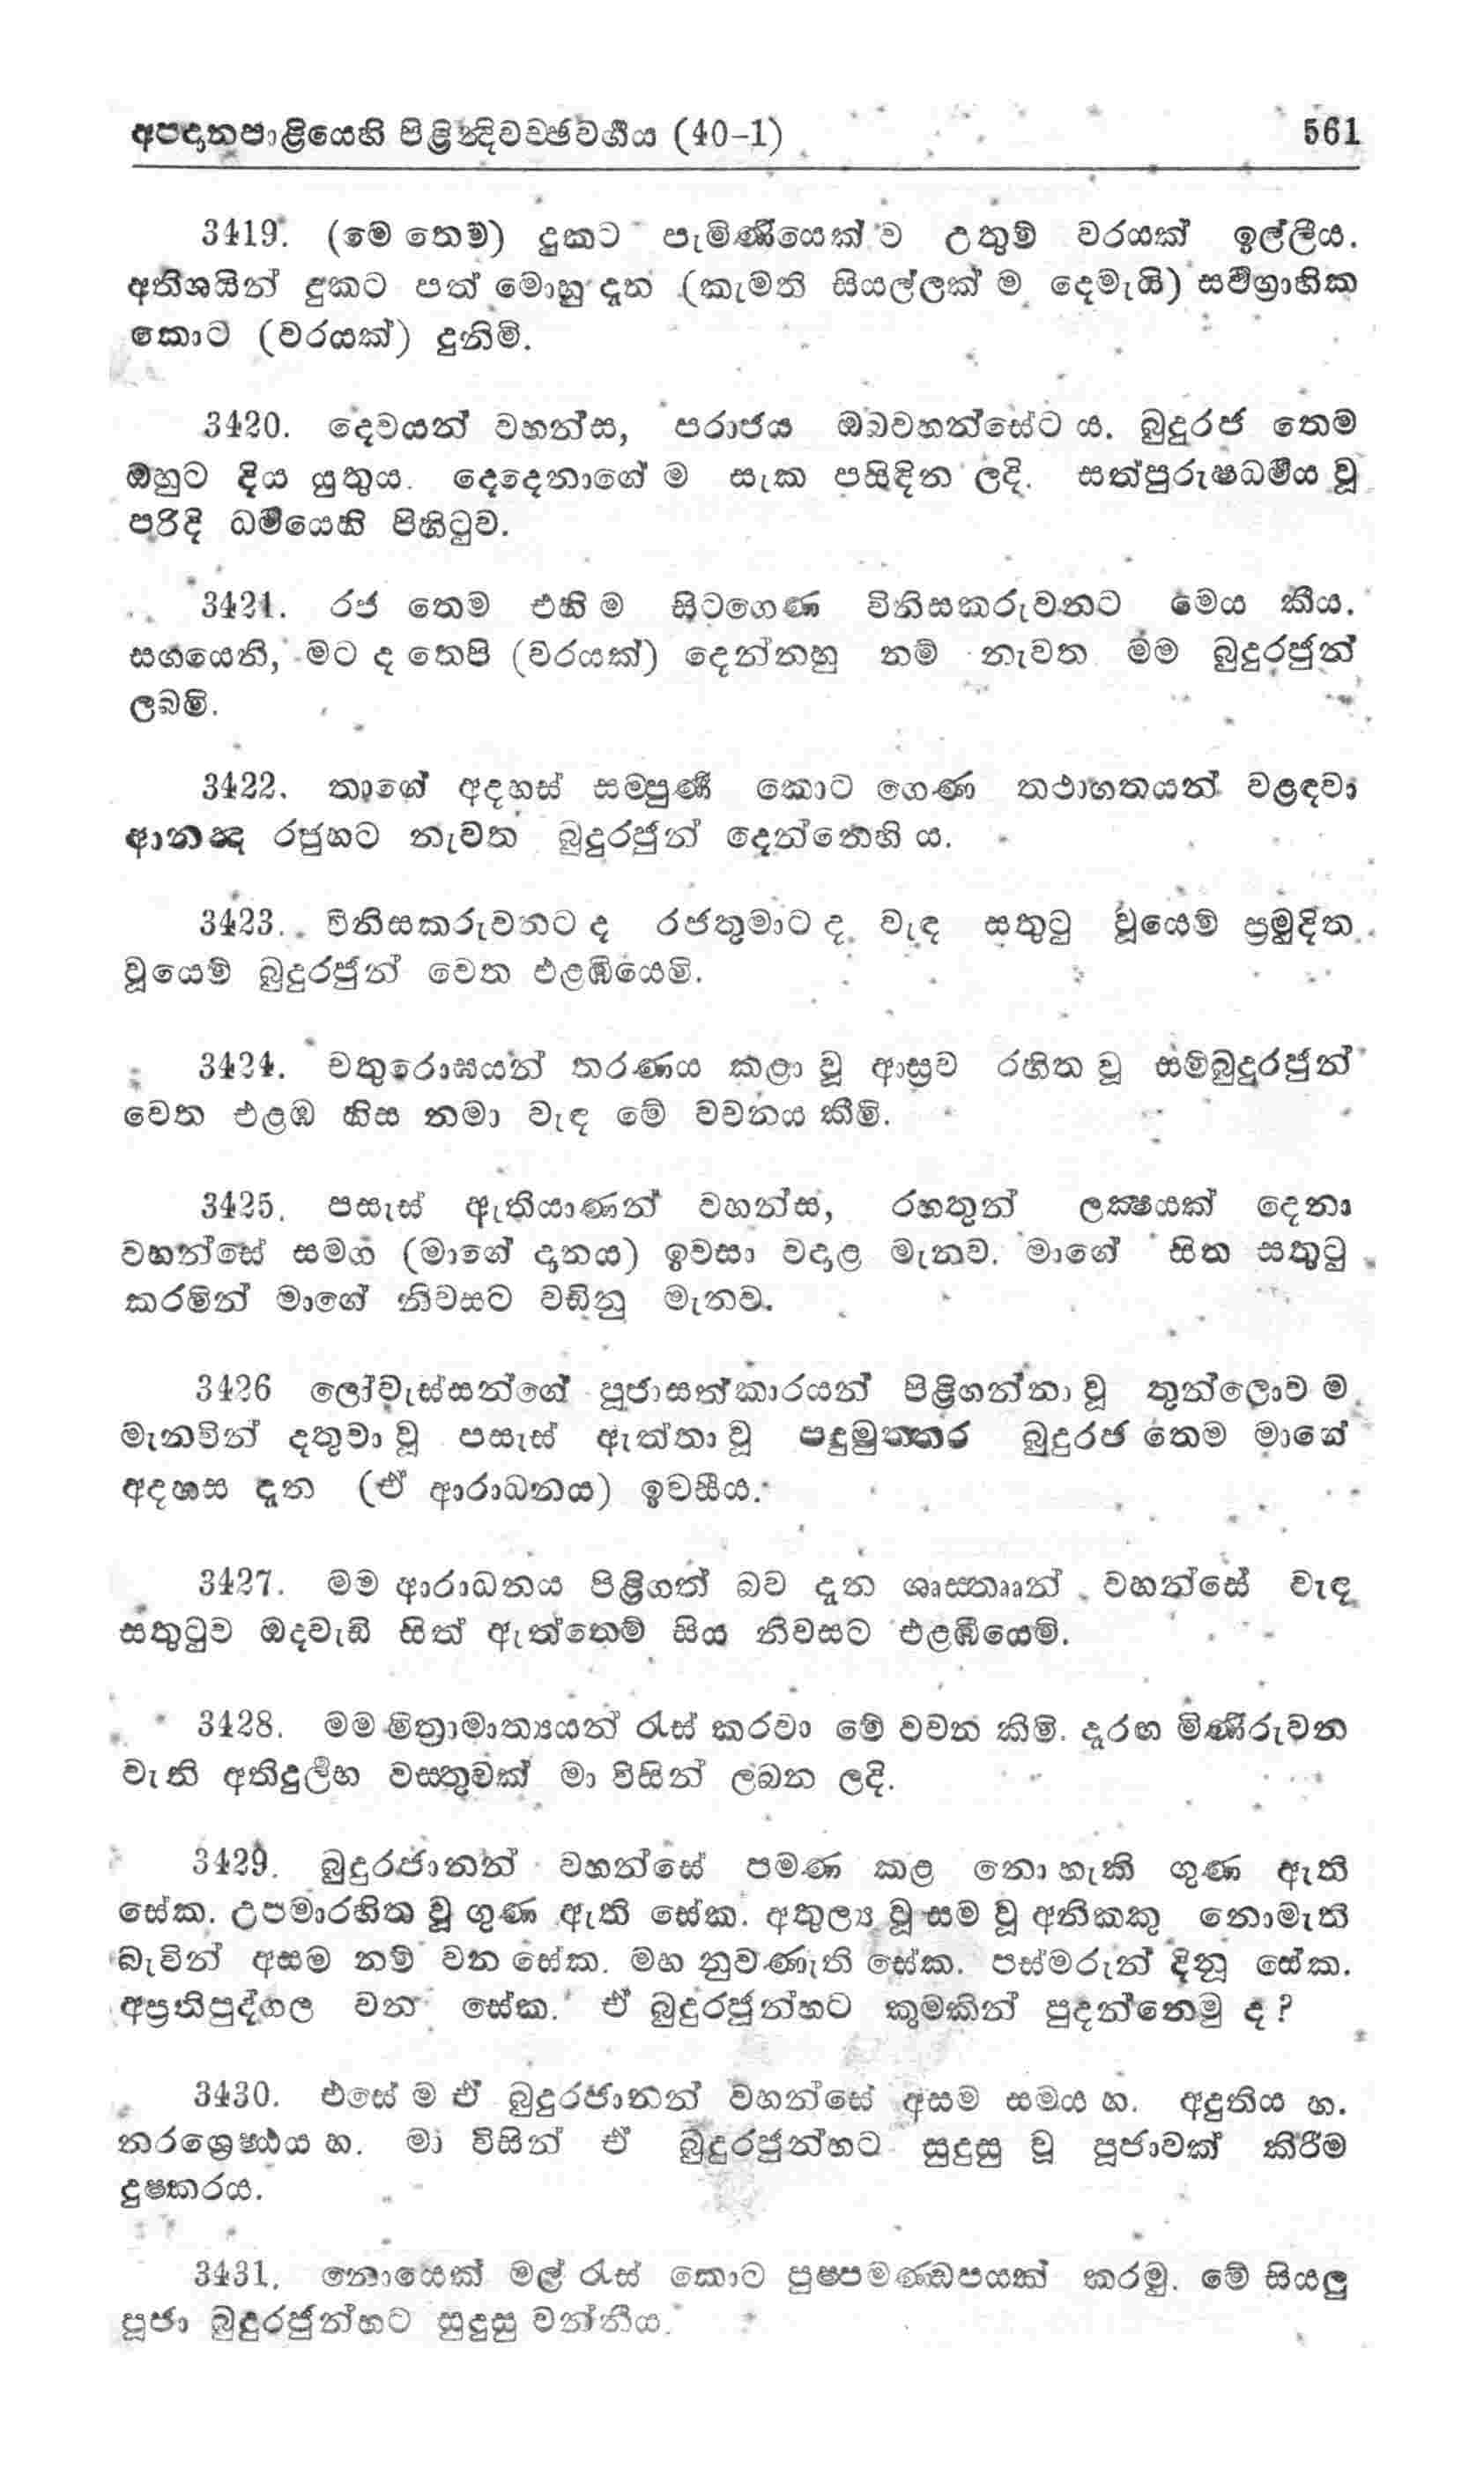 අපදානපාළියෙහි පිළින්‍දිවච්ඡවර්‍ගය (40-1) 561
3419. (මෙ තෙම) දුකට පැමිණියෙක් ව උතුම් වරයක් ඉල්ලීය.
අතිශයින් දුකට පත් මොහු දැන (කැමති සියල්ලක් ම දෙමැයි) සර්‍වග්‍රාහික
කොට (වරයක්) දුනිමි.
3420. දෙවයන් වහන්ස, පරාජය ඔබවහන්සේට ය. බුදුරජ තෙම
ඔහුට දිය යුතුය. දෙදෙනාගේ ම සැක පසිඳින ලදි. සත්පුරුෂධර්‍මය වූ
පරිදි ධර්‍මයෙහි පිහිටුව.
3421. රජ තෙම එහි ම සිටගෙණ විනිසකරුවනට මෙය කීය.
සගයෙනි, මට ද තෙපි (වරයක්) දෙන්නහු නම් නැවත මම බුදුරජුන්
ලබමි.
3422. තාගේ අදහස් සම්පුර්‍ණ කොට ගෙණ තථාගතයන් වළඳවා
ආනන්‍ද රජුහට නැවත බුදුරජුන් දෙන්නෙහි ය.
3423. විනිසකරුවනට ද රජතුමාට ද වැඳ සතුටු වූයෙම් ප්‍රමුදිත
වූයෙම් බුදුරජුන් වෙත එළඹියෙමි.
3424. චතුරොඝයන් තරණය කළා වූ ආස්‍රව රහිත වූ සම්බුදුරජුන්
වෙත එළඹ හිස නමා වැඳ මේ වචනය කීමි.
3425. පසැස් ඇතියාණන් වහන්ස, රහතුන් ලක්‍ෂයක් දෙනා
වහන්සේ සමග (මාගේ දානය) ඉවසා වදාළ මැනව. මාගේ සිත සතුටු
කරමින් මාගේ නිවසට වඩිනු මැනව.
3426 ලෝවැස්සන්ගේ පූජාසත්කාරයන් පිළිගන්නා වූ තුන්ලොව ම
මැනවින් දතුවා වූ පසැස් ඇත්තා වූ පදුමුත්තර බුදුරජ තෙම මාගේ
අදහස දැන (ඒ ආරාධනය) ඉවසීය.
3427. මම ආරාධනය පිළිගත් බව දැන ශාස්තෲන් වහන්සේ වැඳ
සතුටුව ඔදවැඩි සිත් ඇත්තෙම් සිය නිවසට එළඹියෙමි.
3428. මම මිත්‍රාමාත්‍යයන් රැස් කරවා මේ වචන කිමි. දූරඟ මිණිරුවන
වැනි අතිදුර්‍ලභ වස්තුවක් මා විසින් ලබන ලදි.
3429. බුදුරජානන් වහන්සේ පමණ කළ නො හැකි ගුණ ඇති
සේක. උපමාරහිත වූ ගුණ ඇති සේක. අතුල්‍ය වූ සම වූ අනිකකු නොමැති
බැවින් අසම නම් වන සේක. මහ නුවණැති සේක. පස්මරුන් දිනූ සේක.
අප්‍රතිපුද්ගල වන සේක. ඒ බුදුරජුන්හට කුමකින් පුදන්නෙමු ද?
3430. එසේ ම ඒ බුදුරජානන් වහන්සේ අසම සමය හ. අදුතිය හ.
නරශ්‍රෙෂ්ඨය හ. මා විසින් ඒ බුදුරජුන්හට සුදුසු වූ පූජාවක් කිරීම
දුෂ්කරය.
3431. නොයෙක් මල් රැස් කොට පුෂ්පමණ්ඩපයක් කරමු. මේ සියලු
පූජා බුදුරජුන්හට සුදුසු වන්නීය.